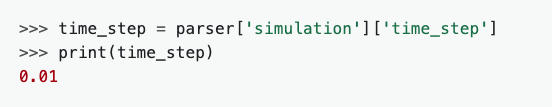 >>> time_step = parser['simulation']['time_step']
>>> print(time_step)
0.01